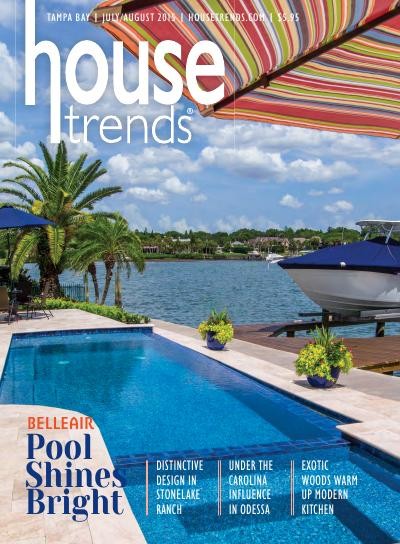 TAMPA BAY | JULY/AUGUST 2015 | HOUSETRENDS.COM | $5.95
house
trends®
BELLEAIR
Pool
Shines
Bright
DISTINCTIVE
DESIGN IN
STONELAKE
RANCH
UNDER THE
CAROLINA
INFLUENCE
IN ODESSA
EXOTIC
WOODS WARM
UP MODERN
KITCHEN